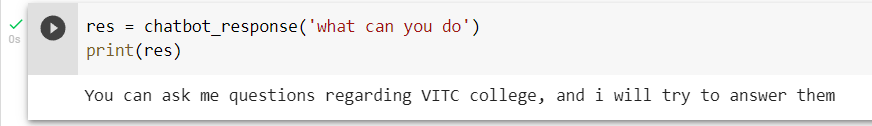 res = chatbot_response('what can you do')
0s
print(res)
You can ask me questions regarding VITC college, and i will try to answer them